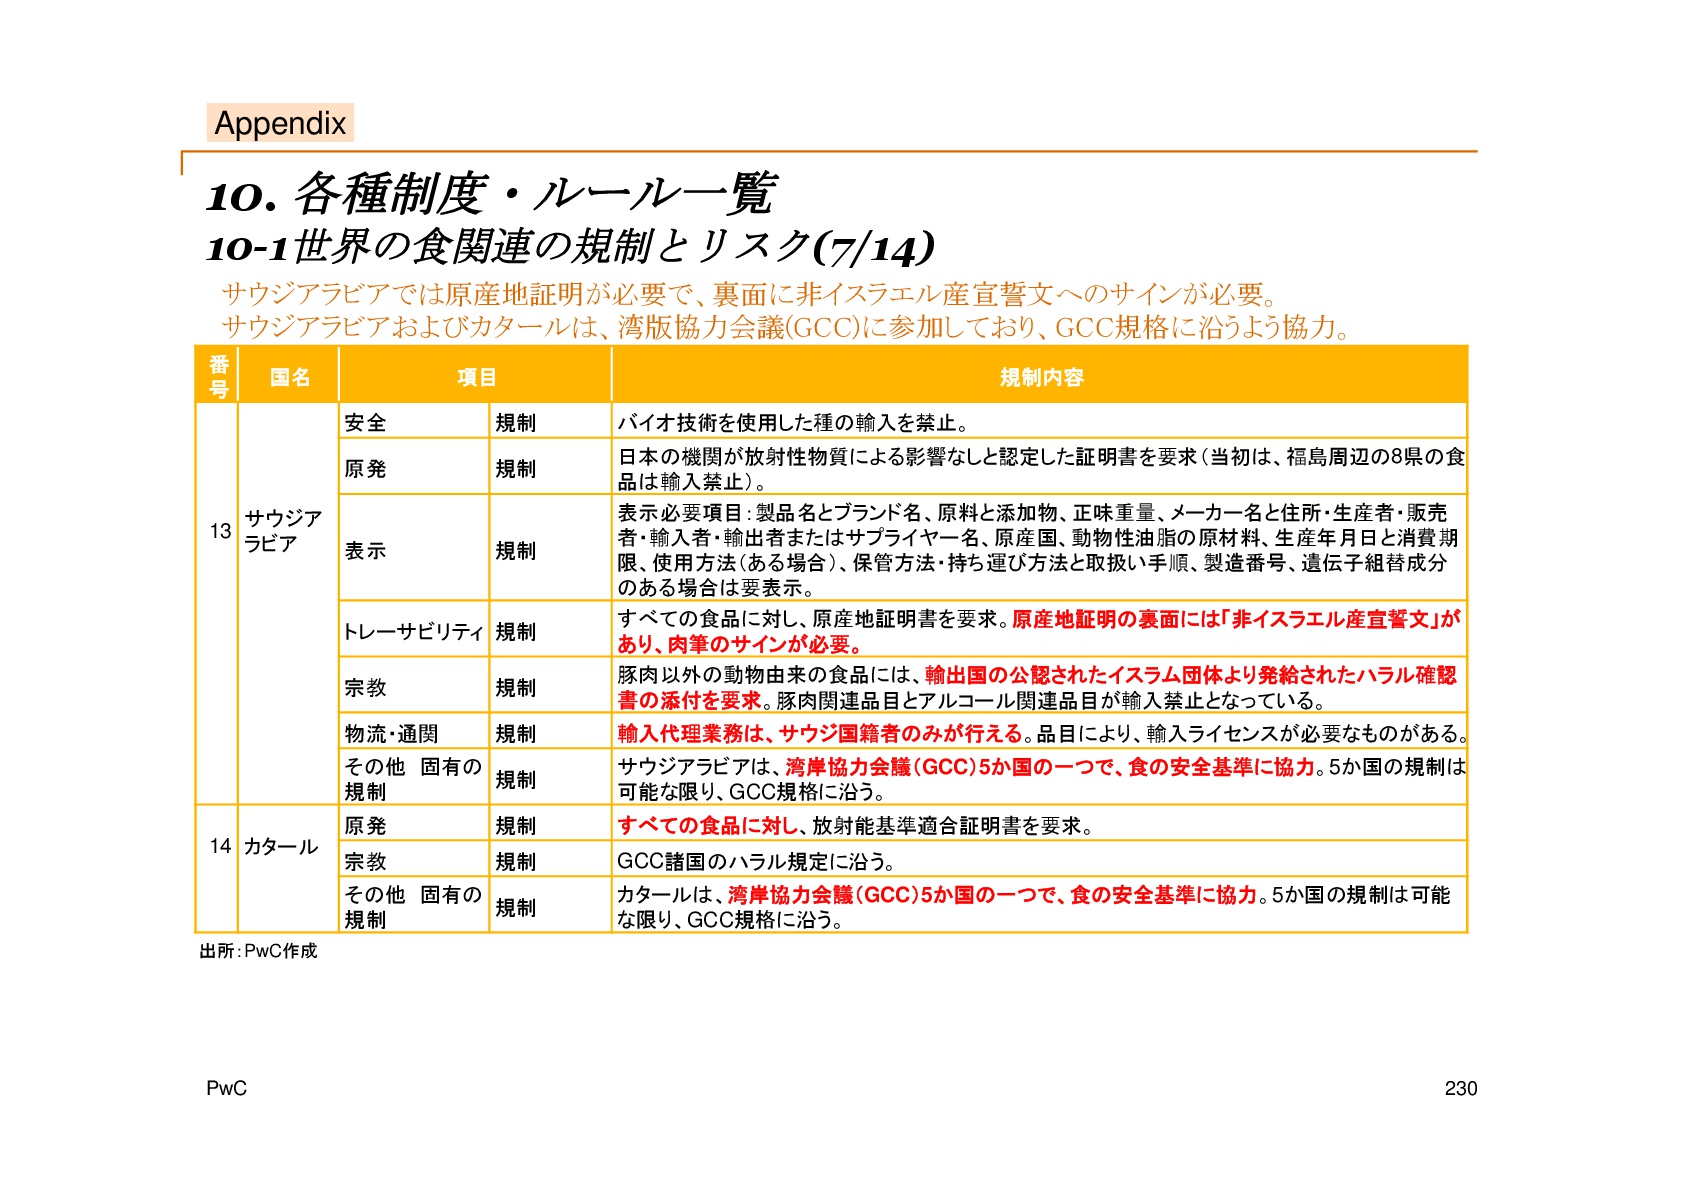 Appendix
10. 各種制度・ルール一覧
10-1世界の食関連の規制とリスク(7/14)
サウジアラビアでは原産地証明が必要で、裏面に非イスラエル産宣誓文へのサインが必要。
サウジアラビアおよびカタールは、湾版協力会議(GCC)に参加しており、GCC規格に沿うよう協力。
番
号
国名
項目
規制内容
13
サウジア
ラビア
安全
規制
バイオ技術を使用した種の輸入を禁止。
原発
規制
日本の機関が放射性物質による影響なしと認定した証明書を要求（当初は、福島周辺の8県の食
品は輸入禁止）。
表示
規制
表示必要項目：製品名とブランド名、原料と添加物、正味重量、メーカー名と住所・生産者・販売
者・輸入者・輸出者またはサプライヤー名、原産国、動物性油脂の原材料、生産年月日と消費期
限、使用方法（ある場合）、保管方法・持ち運び方法と取扱い手順、製造番号、遺伝子組替成分
のある場合は要表示。
トレーサビリティ
規制
すべての食品に対し、原産地証明書を要求。原産地証明の裏面には「非イスラエル産宣誓文」が
あり、肉筆のサインが必要。
宗教
規制
豚肉以外の動物由来の食品には、輸出国の公認されたイスラム団体より発給されたハラル確認
書の添付を要求。豚肉関連品目とアルコール関連品目が輸入禁止となっている。
物流・通関
規制
輸入代理業務は、サウジ国籍者のみが行える。品目により、輸入ライセンスが必要なものがある。
その他 固有の
規制
規制
サウジアラビアは、湾岸協力会議（GCC）5か国の一つで、食の安全基準に協力。5か国の規制は
可能な限り、GCC規格に沿う。
14
カタール
原発
規制
すべての食品に対し、放射能基準適合証明書を要求。
宗教
規制
GCC諸国のハラル規定に沿う。
その他 固有の
規制
規制
カタールは、湾岸協力会議（GCC）5か国の一つで、食の安全基準に協力。5か国の規制は可能
な限り、GCC規格に沿う。
出所：PwC作成
PwC
230